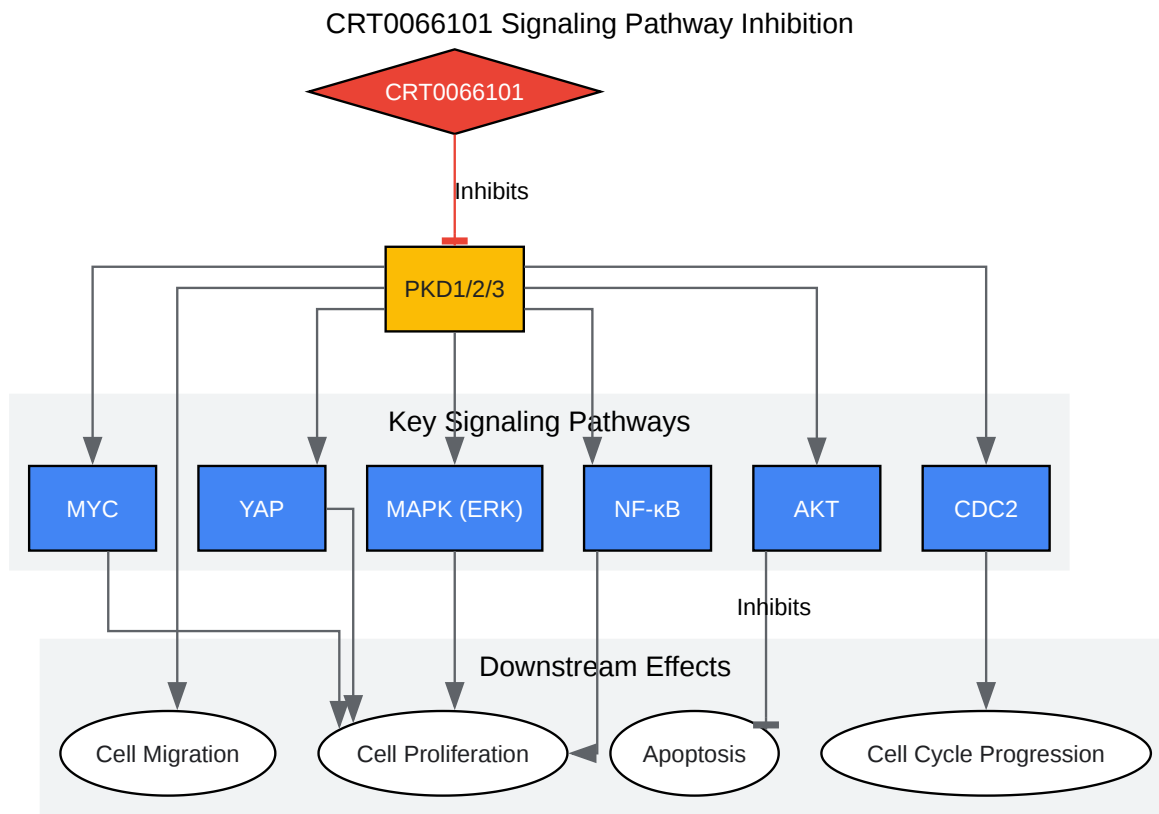 CRT0066101 Signaling Pathway Inhibition
CRT0066101
Inhibits
PKD1/2/3
Key Signaling Pathways
MYC
YAP
MAPK (ERK)
NF-κB
AKT
CDC2
Inhibits
Downstream Effects
Cell Migration
Cell Proliferation
Apoptosis
Cell Cycle Progression